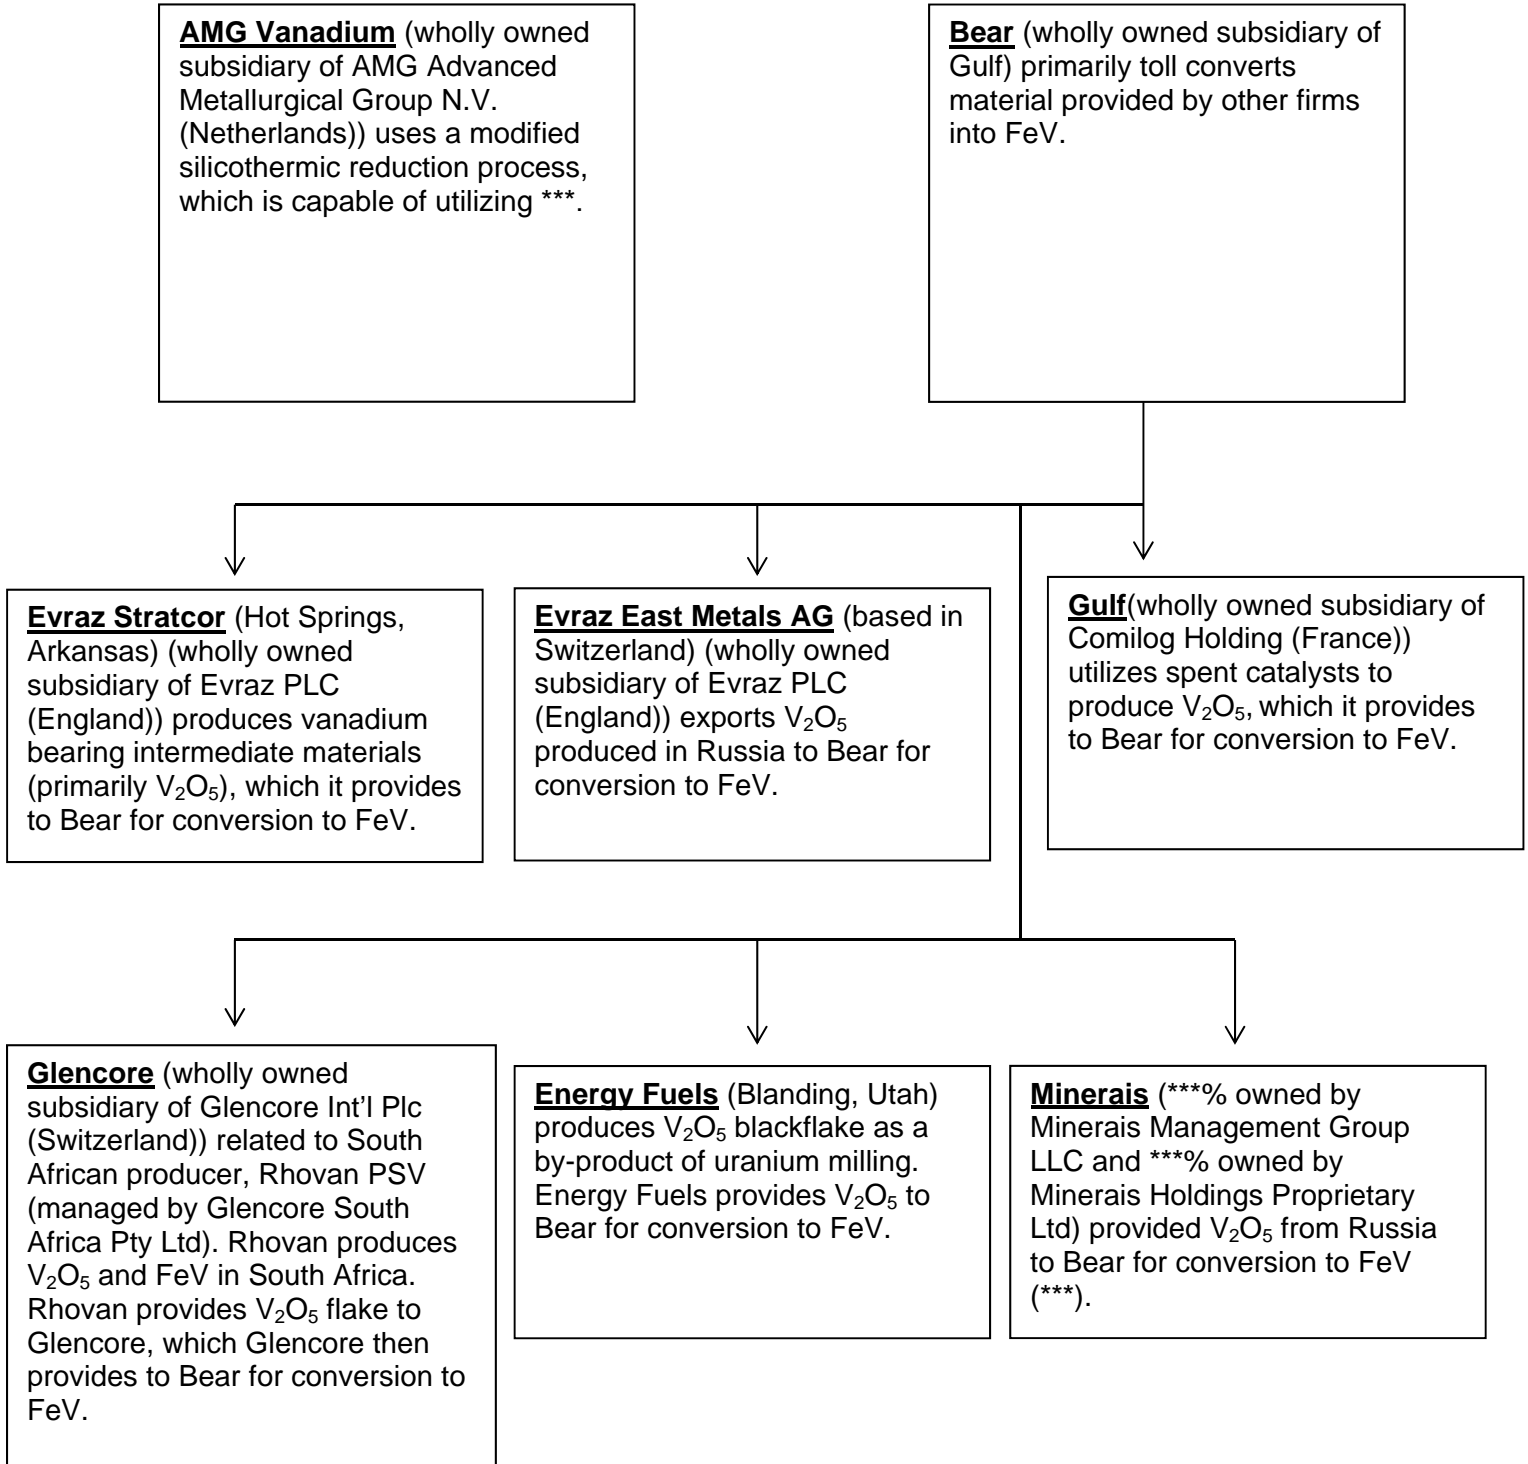 AMG Vanadium (wholly owned
subsidiary of AMG Advanced
Metallurgical Group N.V.
(Netherlands)) uses a modified
silicothermic reduction process,
which is capable of utilizing ***.
Bear (wholly owned subsidiary of
Gulf) primarily toll converts
material provided by other firms
into FeV.
Evraz Stratcor (Hot Springs,
Arkansas) (wholly owned
subsidiary of Evraz PLC
(England)) produces vanadium
bearing intermediate materials
(primarily V₂O₅), which it provides
to Bear for conversion to FeV.
Evraz East Metals AG (based in
Switzerland) (wholly owned
subsidiary of Evraz PLC
(England)) exports V₂O₅
produced in Russia to Bear for
conversion to FeV.
Gulf(wholly owned subsidiary of
Comilog Holding (France))
utilizes spent catalysts to
produce V₂O₅, which it provides
to Bear for conversion to FeV.
Glencore (wholly owned
subsidiary of Glencore Int’l Plc
(Switzerland)) related to South
African producer, Rhovan PSV
(managed by Glencore South
Africa Pty Ltd). Rhovan produces
V₂O₅ and FeV in South Africa.
Rhovan provides V₂O₅ flake to
Glencore, which Glencore then
provides to Bear for conversion to
FeV.
Energy Fuels (Blanding, Utah)
produces V₂O₅ blackflake as a
by-product of uranium milling.
Energy Fuels provides V₂O₅ to
Bear for conversion to FeV.
Minerais (***% owned by
Minerais Management Group
LLC and ***% owned by
Minerais Holdings Proprietary
Ltd) provided V₂O₅ from Russia
to Bear for conversion to FeV
(***).